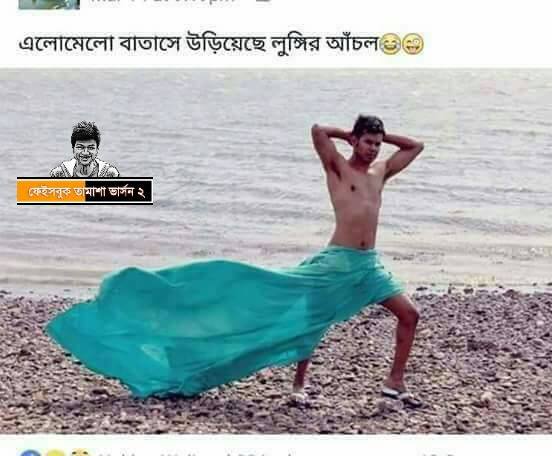 এলোমেলো বাতাসে উড়িয়েছে লুঙ্গির আঁচল😂😜
ফেইসবুক তামাশা ভার্সন ২